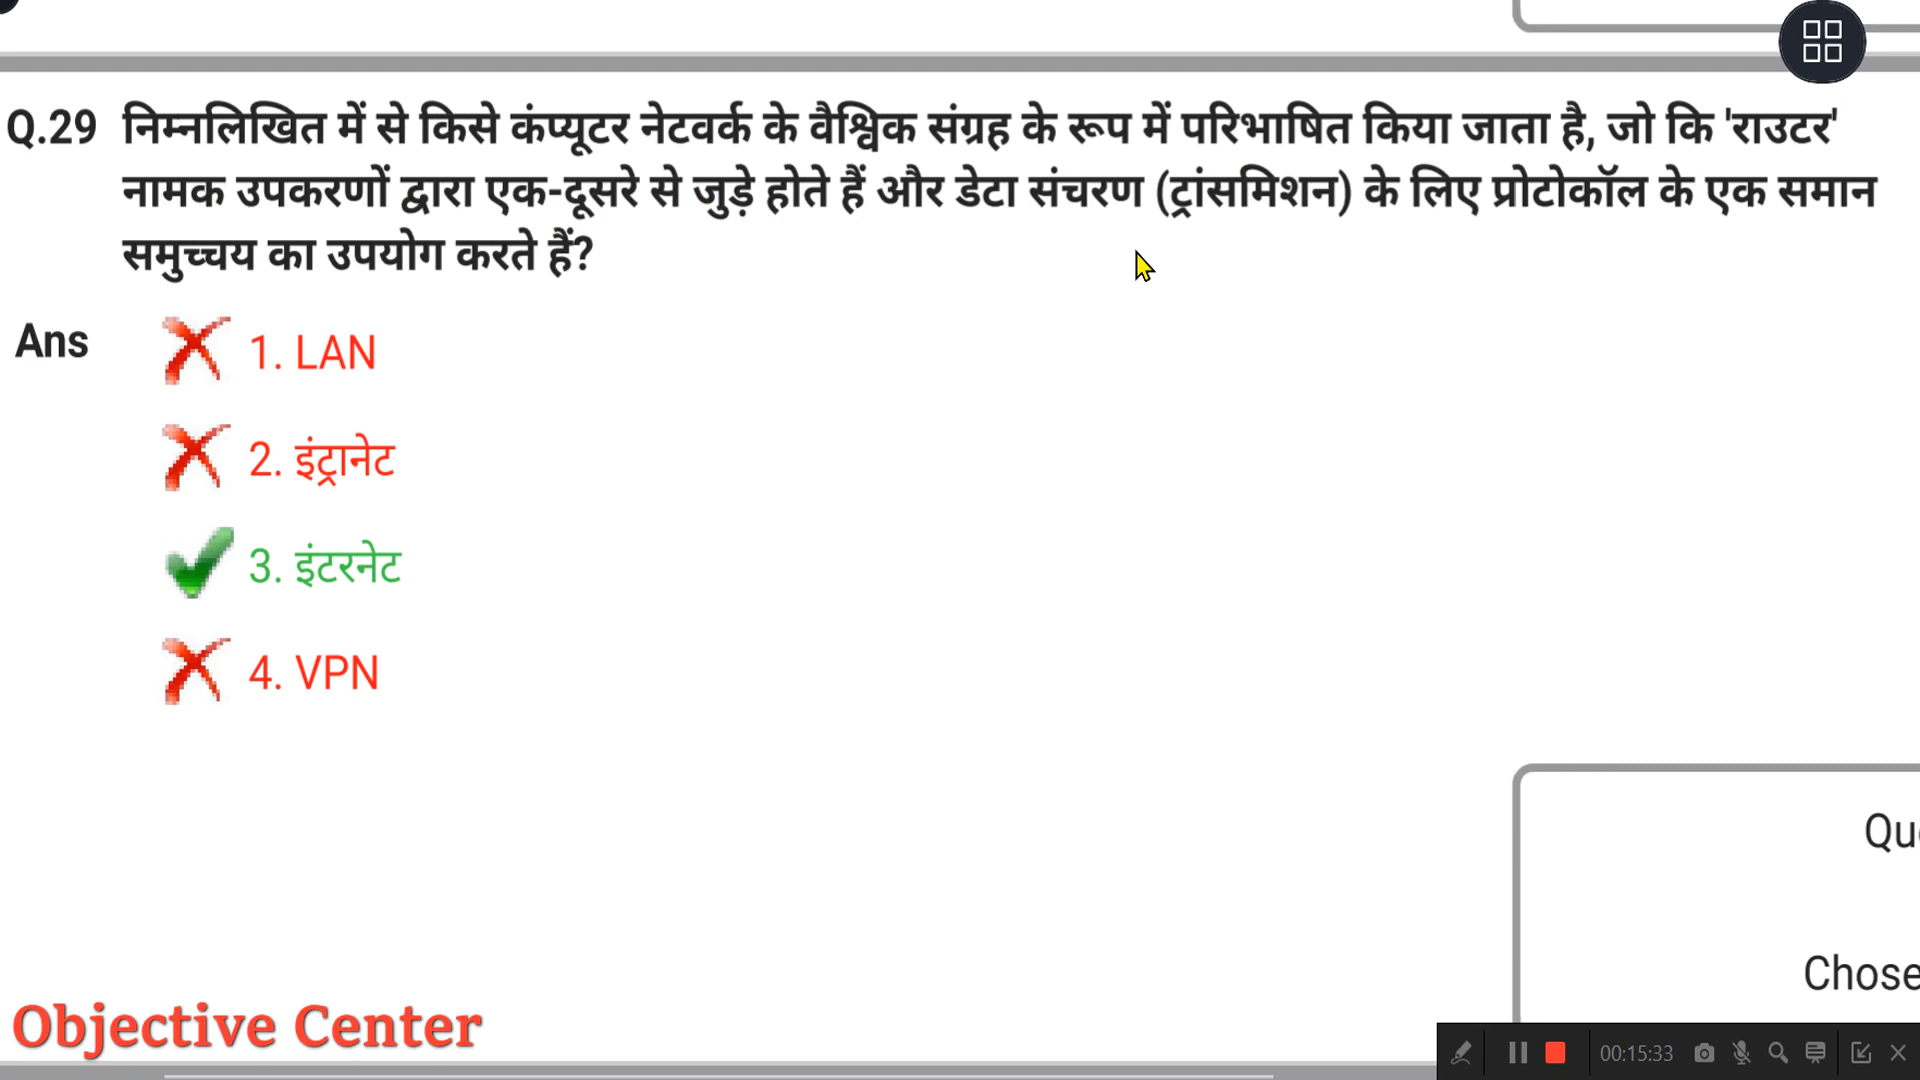 Q.29 निम्नलिखित में से किसे कंप्यूटर नेटवर्क के वैश्विक संग्रह के रूप में परिभाषित किया जाता है, जो कि 'राउटर'
नामक उपकरणों द्वारा एक-दूसरे से जुड़े होते हैं और डेटा संचरण (ट्रांसमिशन) के लिए प्रोटोकॉल के एक समान
समुच्चय का उपयोग करते हैं?
Ans 1. LAN
2. इंट्रानेट
3. इंटरनेट
4. VPN
Chose
Objective Center
00:15:33